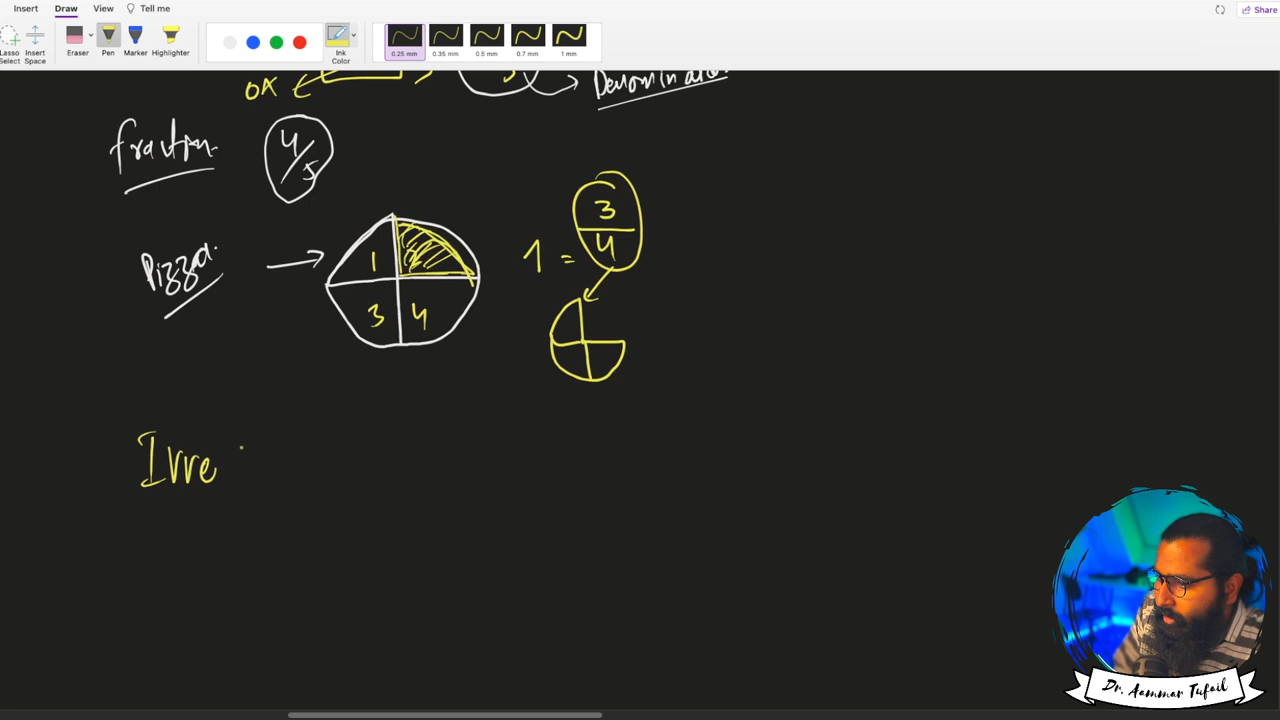 Insert Draw View Tell me
Share
Lasso Select
Insert Space
Eraser
Pen
Marker
Highlighter
Ink Color
0.25 mm
0.35 mm
0.5 mm
0.7 mm
1 mm
OX
Denominator
fraction
4/5
Pizza
1
3 4
1 = 3/4
Irre
Dr. Aammar Tufail